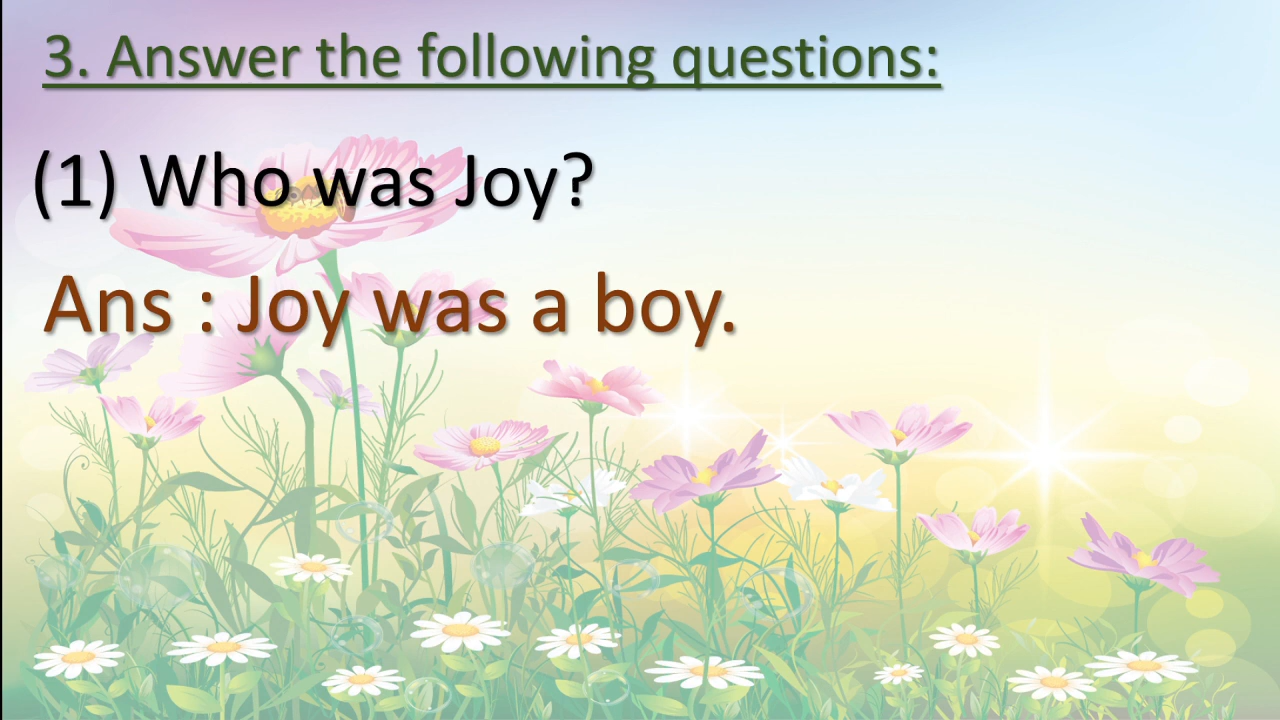 3. Answer the following questions:
(1) Who was Joy?
Ans : Joy was a boy.